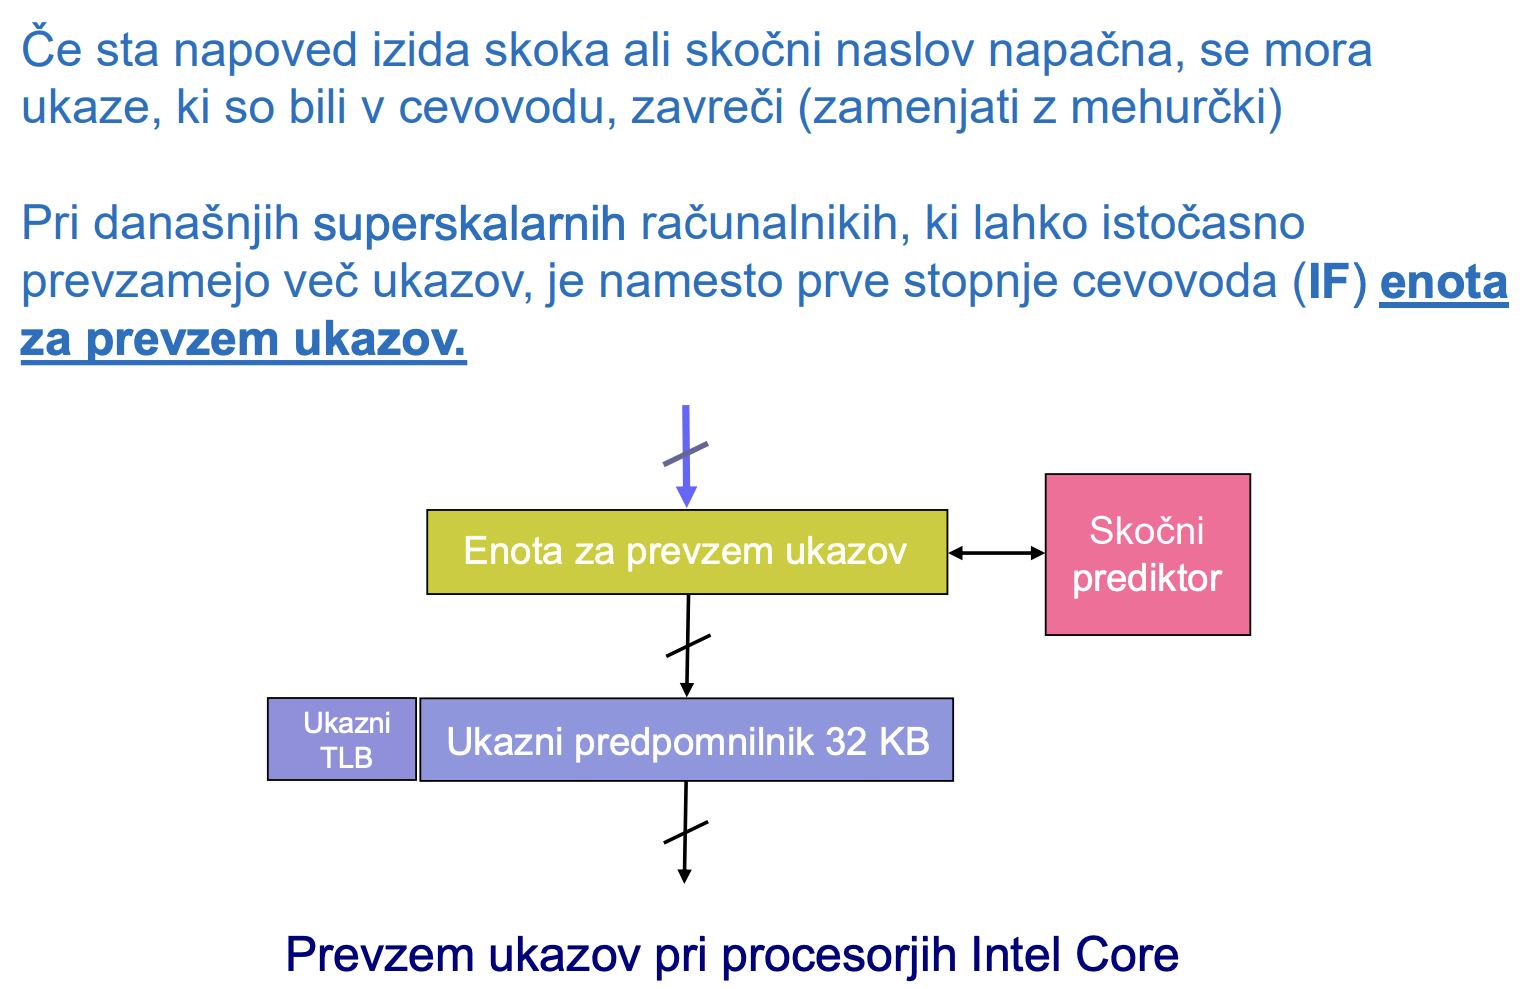 Če sta napoved izida skoka ali skočni naslov napačna, se mora
ukaze, ki so bili v cevovodu, zavreči (zamenjati z mehurčki)
Pri današnjih superskalarnih računalnikih, ki lahko istočasno
prevzamejo več ukazov, je namesto prve stopnje cevovoda (IF) enota
za prevzem ukazov.
Enota za prevzem ukazov
Skočni
prediktor
Ukazni
TLB
Ukazni predpomnilnik 32 KB
Prevzem ukazov pri procesorjih Intel Core